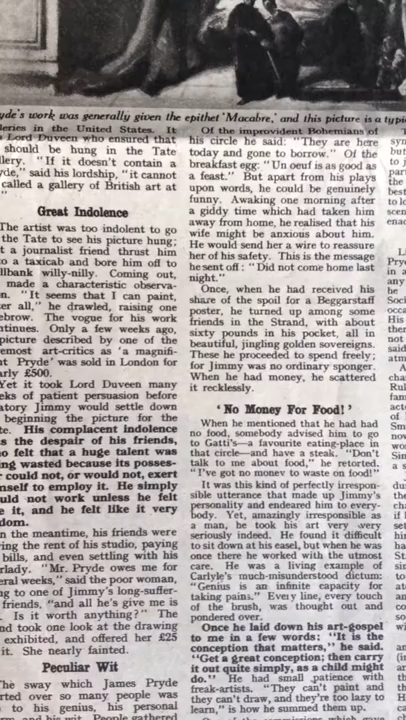 yde's work was generally given the epithet 'Macabre,' and this picture is a typi
leries in the United States. It
Lord Duveen who ensured that
should be hung in the Tate
llery. "If it doesn't contain a
yde," said his lordship, "it cannot
called a gallery of British art at
"
Great Indolence
The artist was too indolent to go
the Tate to see his picture hung;
t a journalist friend thrust him
o a taxicab and bore him off to
llbank willy-nilly. Coming out,
made a characteristic observa-
n. "It seems that I can paint,
er all," he drawled, raising one
ebrow. The vogue for his work
ntinues. Only a few weeks ago,
picture described by one of the
emost art-critics as 'a magnifi-
t Pryde' was sold in London for
arly £500.
Yet it took Lord Duveen many
eks of patient persuasion before
atory Jimmy would settle down
beginning the picture for the
te. His complacent indolence
s the despair of his friends,
o felt that a huge talent was
ng wasted because its posses-
could not, or would not, exert
nself to employ it. He simply
uld not work unless he felt
e it, and he felt like it very
dom.
n the meantime, his friends were
ying the rent of his studio, paying
bills, and even settling with his
rlady. "Mr. Pryde owes me for
eral weeks," said the poor woman,
ng to one of Jimmy's long-suffer-
friends, "and all he's give me is
. Is it worth anything?" The
nd took one look at the drawing
exhibited, and offered her £25
it. She nearly fainted.
Peculiar Wit
The sway which James Pryde
rted over so many people was
to his genius, his personal
m and his wit. People gathered
Of the improvident Bohemians of
his circle he said: "They are here
today and gone to borrow." Of the
breakfast egg: "Un oeuf is as good as
a feast." But apart from his plays
upon words, he could be genuinely
funny. Awaking one morning after
a giddy time which had taken him
away from home, he realised that his
wife might be anxious about him.
He would send her a wire to reassure
her of his safety. This is the message
he sent off: "Did not come home last
night."
Once, when he had received his
share of the spoil for a Beggarstaff
poster, he turned up among some
friends in the Strand, with about
sixty pounds in his pocket, all in
beautiful, jingling golden sovereigns.
These he proceeded to spend freely;
for Jimmy was no ordinary sponger.
When he had money, he scattered
it recklessly.
'No Money For Food!'
When he mentioned that he had had
no food, somebody advised him to go
to Gatti's—a favourite eating-place in
that circle—and have a steak. "Don't
talk to me about food," he retorted.
"I've got no money to waste on food!"
It was this kind of perfectly irrespon-
sible utterance that made up Jimmy's
personality and endeared him to every-
body. Yet, amazingly irresponsible as
a man, he took his art very very
seriously indeed. He found it difficult
to sit down at his easel, but when he was
once there he worked with the utmost
care. He was a living example of
Carlyle's much-misunderstood dictum:
"Genius is an infinite capacity for
taking pains." Every line, every touch
of the brush, was thought out and
pondered over.
Once he laid down his art-gospel
to me in a few words: "It is the
conception that matters," he said.
"Get a great conception; then carry
it out quite simply, as a child might
do." He had small patience with
freak-artists. "They can't paint and
they can't draw, and they're too lazy to
learn," is how he summed them up.